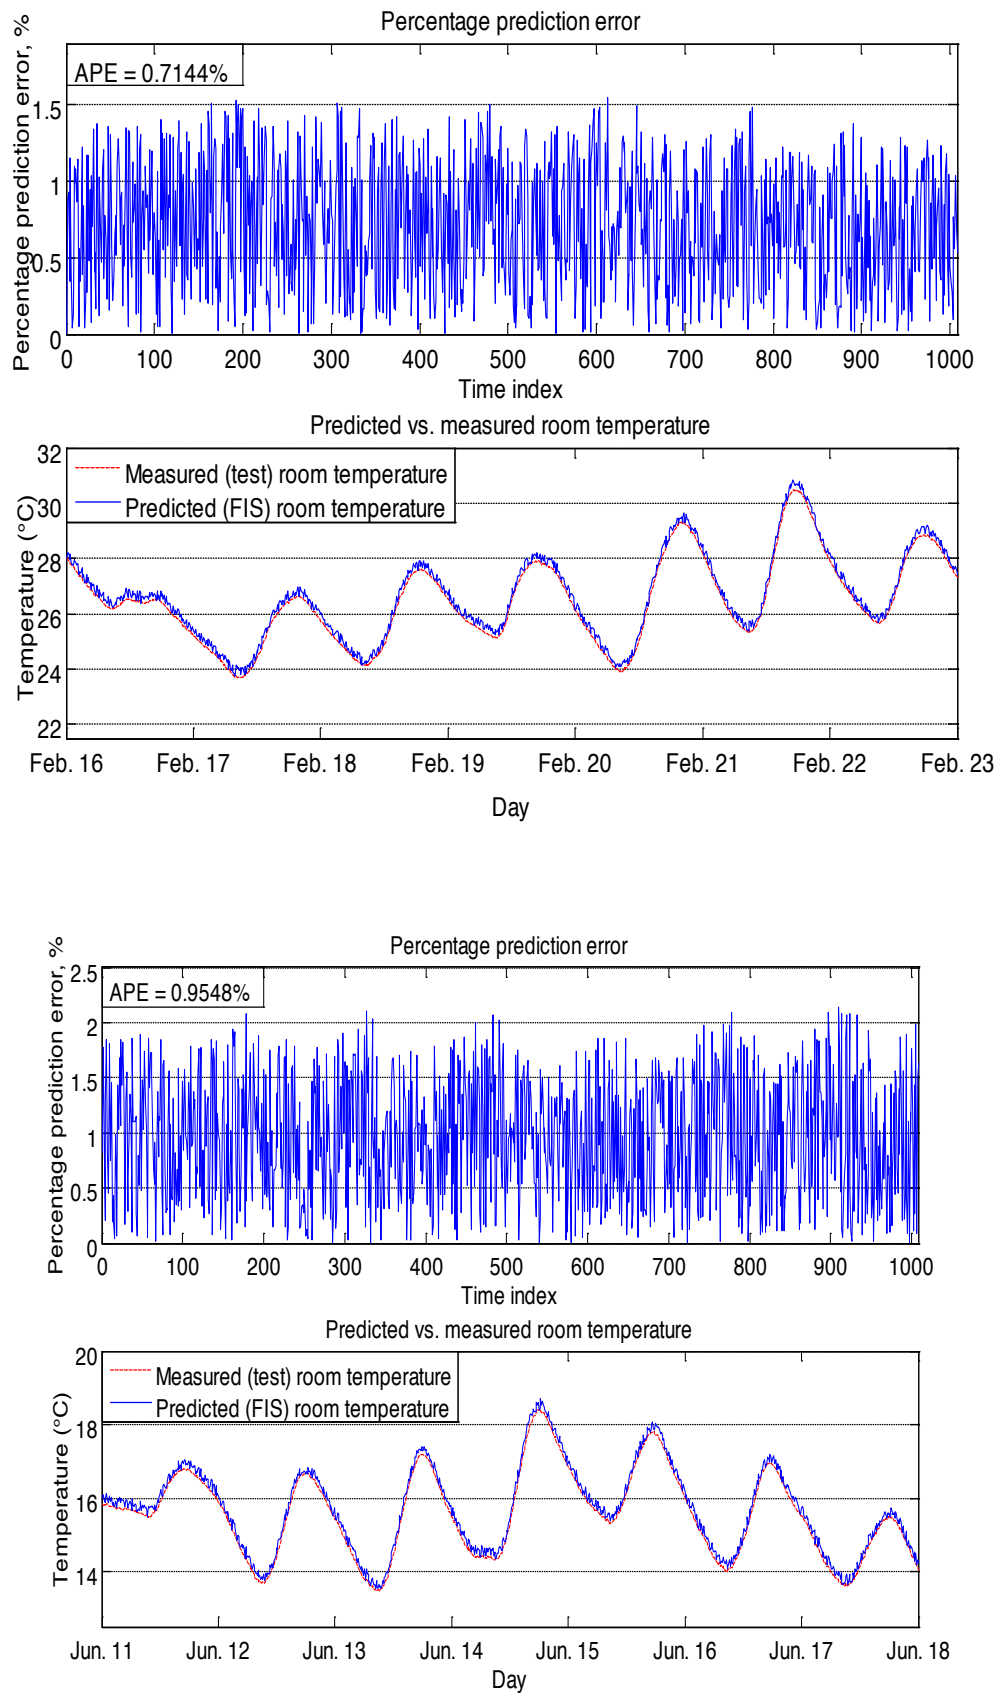 Percentage prediction error
Percentage prediction error, %
APE = 0.7144%
1.5
1
0.5
0
0 100 200 300 400 500 600 700 800 900 1000
Time index
Predicted vs. measured room temperature
Temperature (°C)
Measured (test) room temperature
Predicted (FIS) room temperature
32
30
28
26
24
22
Feb. 16 Feb. 17 Feb. 18 Feb. 19 Feb. 20 Feb. 21 Feb. 22 Feb. 23
Day
Percentage prediction error
Percentage prediction error, %
APE = 0.9548%
2.5
2
1.5
1
0.5
0
0 100 200 300 400 500 600 700 800 900 1000
Time index
Predicted vs. measured room temperature
Temperature (°C)
Measured (test) room temperature
Predicted (FIS) room temperature
20
18
16
14
Jun. 11 Jun. 12 Jun. 13 Jun. 14 Jun. 15 Jun. 16 Jun. 17 Jun. 18
Day